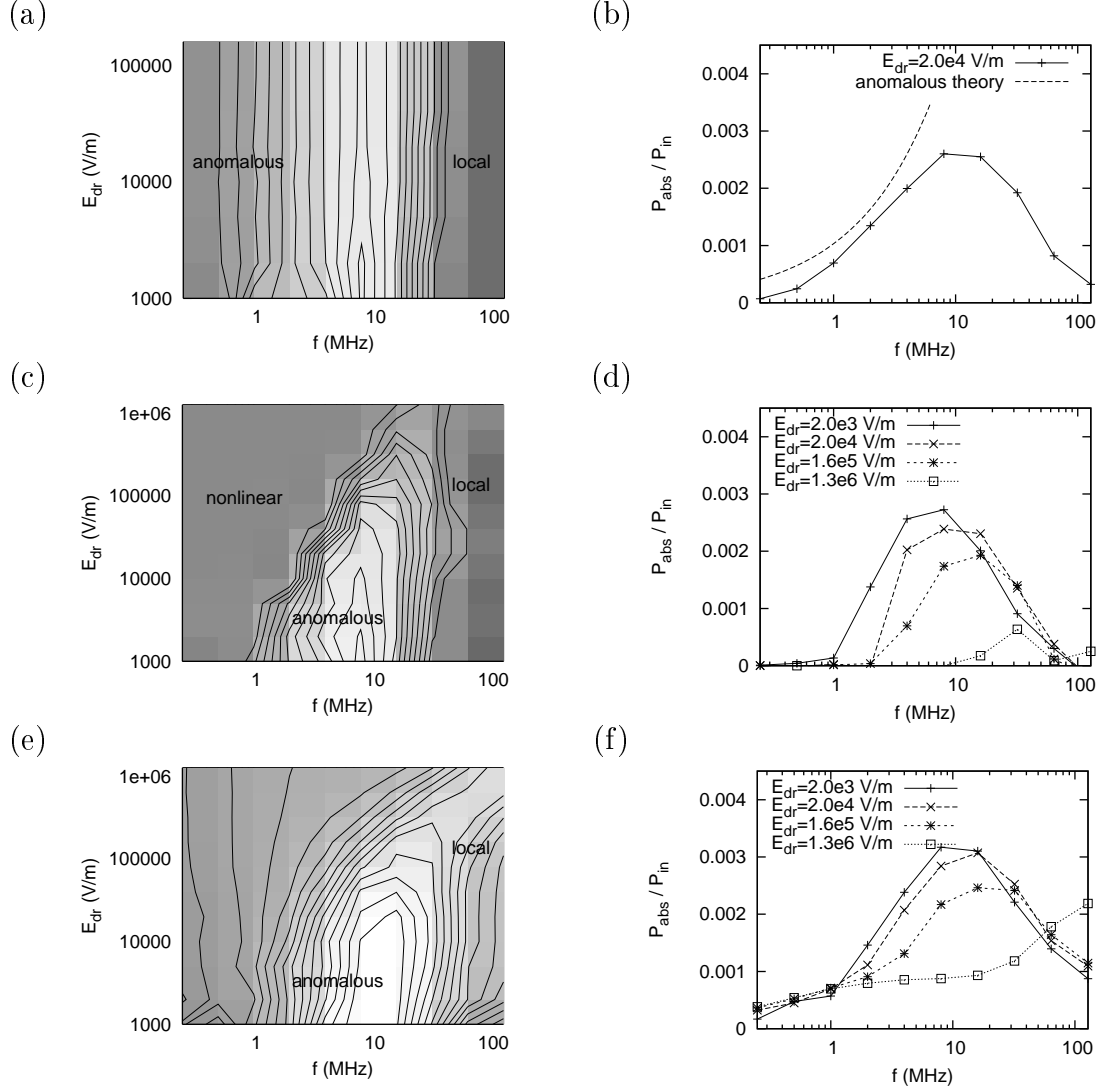 (a)
100000
10000
1000
E_dr (V/m)
anomalous
local
1 10 100
f (MHz)
(b)
0.004
0.003
0.002
0.001
0
P_abs / P_in
E_dr=2.0e4 V/m
anomalous theory
1 10 100
f (MHz)
(c)
1e+06
100000
10000
1000
E_dr (V/m)
nonlinear
local
anomalous
1 10 100
f (MHz)
(d)
0.004
0.003
0.002
0.001
0
P_abs / P_in
E_dr=2.0e3 V/m
E_dr=2.0e4 V/m
E_dr=1.6e5 V/m
E_dr=1.3e6 V/m
1 10 100
f (MHz)
(e)
1e+06
100000
10000
1000
E_dr (V/m)
local
anomalous
1 10 100
f (MHz)
(f)
0.004
0.003
0.002
0.001
0
P_abs / P_in
E_dr=2.0e3 V/m
E_dr=2.0e4 V/m
E_dr=1.6e5 V/m
E_dr=1.3e6 V/m
1 10 100
f (MHz)